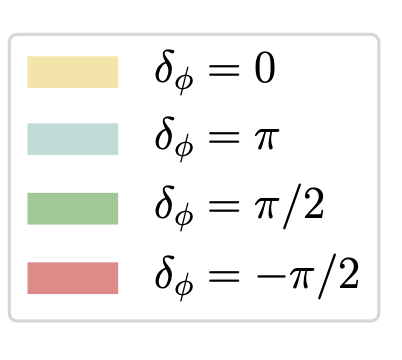 δ_ϕ = 0
δ_ϕ = π
δ_ϕ = π/2
δ_ϕ = −π/2